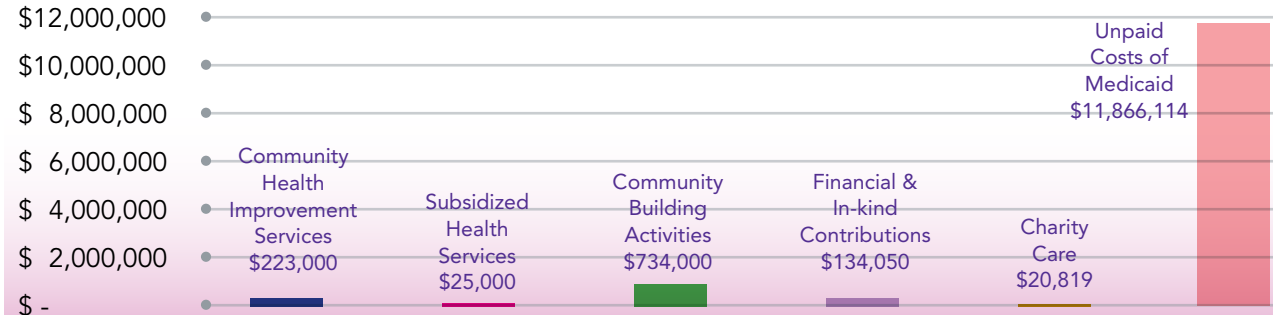 $12,000,000
$10,000,000
$ 8,000,000
$ 6,000,000
$ 4,000,000
$ 2,000,000
$ -
Community
Health
Improvement
Services
$223,000
Subsidized
Health
Services
$25,000
Community
Building
Activities
$734,000
Financial &
In-kind
Contributions
$134,050
Charity
Care
$20,819
Unpaid
Costs of
Medicaid
$11,866,114